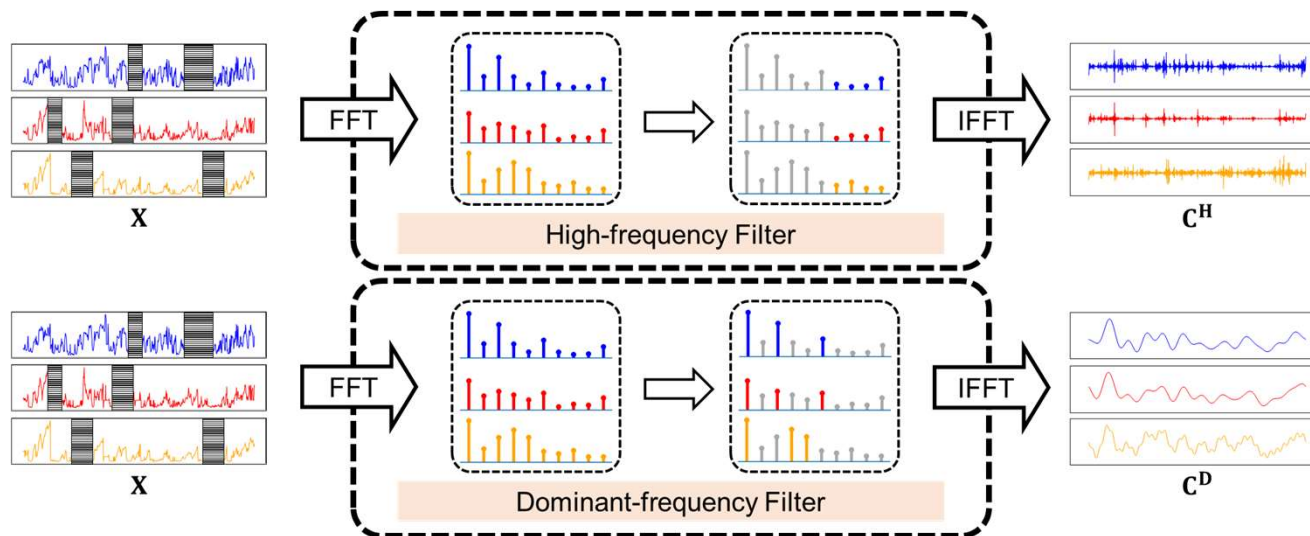 FFT
IFFT
High-frequency Filter
X
C^H
FFT
IFFT
Dominant-frequency Filter
X
C^D